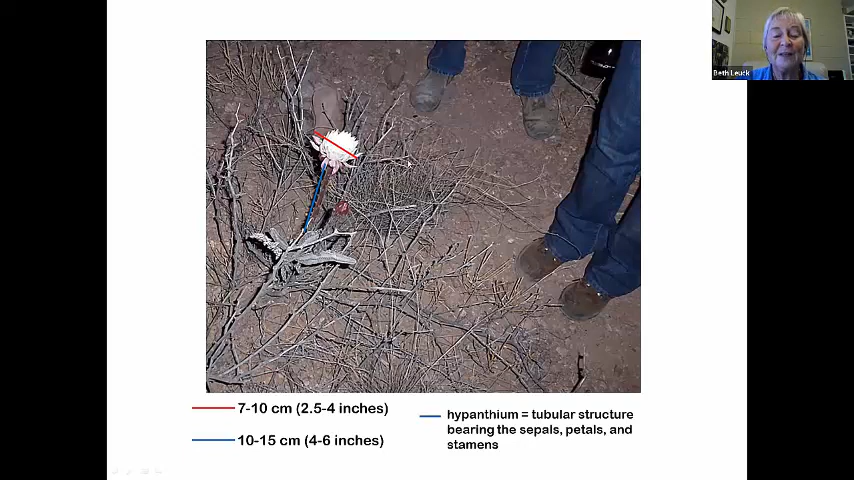 Beth Leuck
7-10 cm (2.5-4 inches)
10-15 cm (4-6 inches)
hypanthium = tubular structure
bearing the sepals, petals, and
stamens